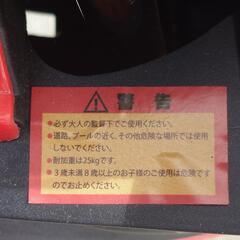 警告
●必ず大人の監督下でご使用ください。
●道路、プールの近く、その他危険な場所では使用
しないでください。
●耐加重は25kgです。
●3歳未満8歳以上のお子様のご使用は危険です
のでお止めください。